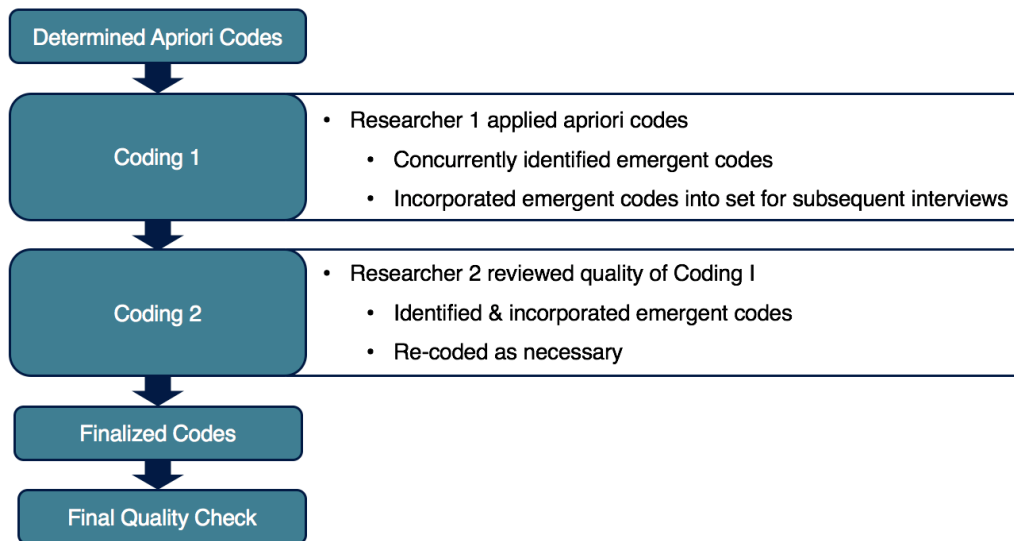 Determined Apriori Codes
Coding 1
• Researcher 1 applied apriori codes
• Concurrently identified emergent codes
• Incorporated emergent codes into set for subsequent interviews
Coding 2
• Researcher 2 reviewed quality of Coding I
• Identified & incorporated emergent codes
• Re-coded as necessary
Finalized Codes
Final Quality Check